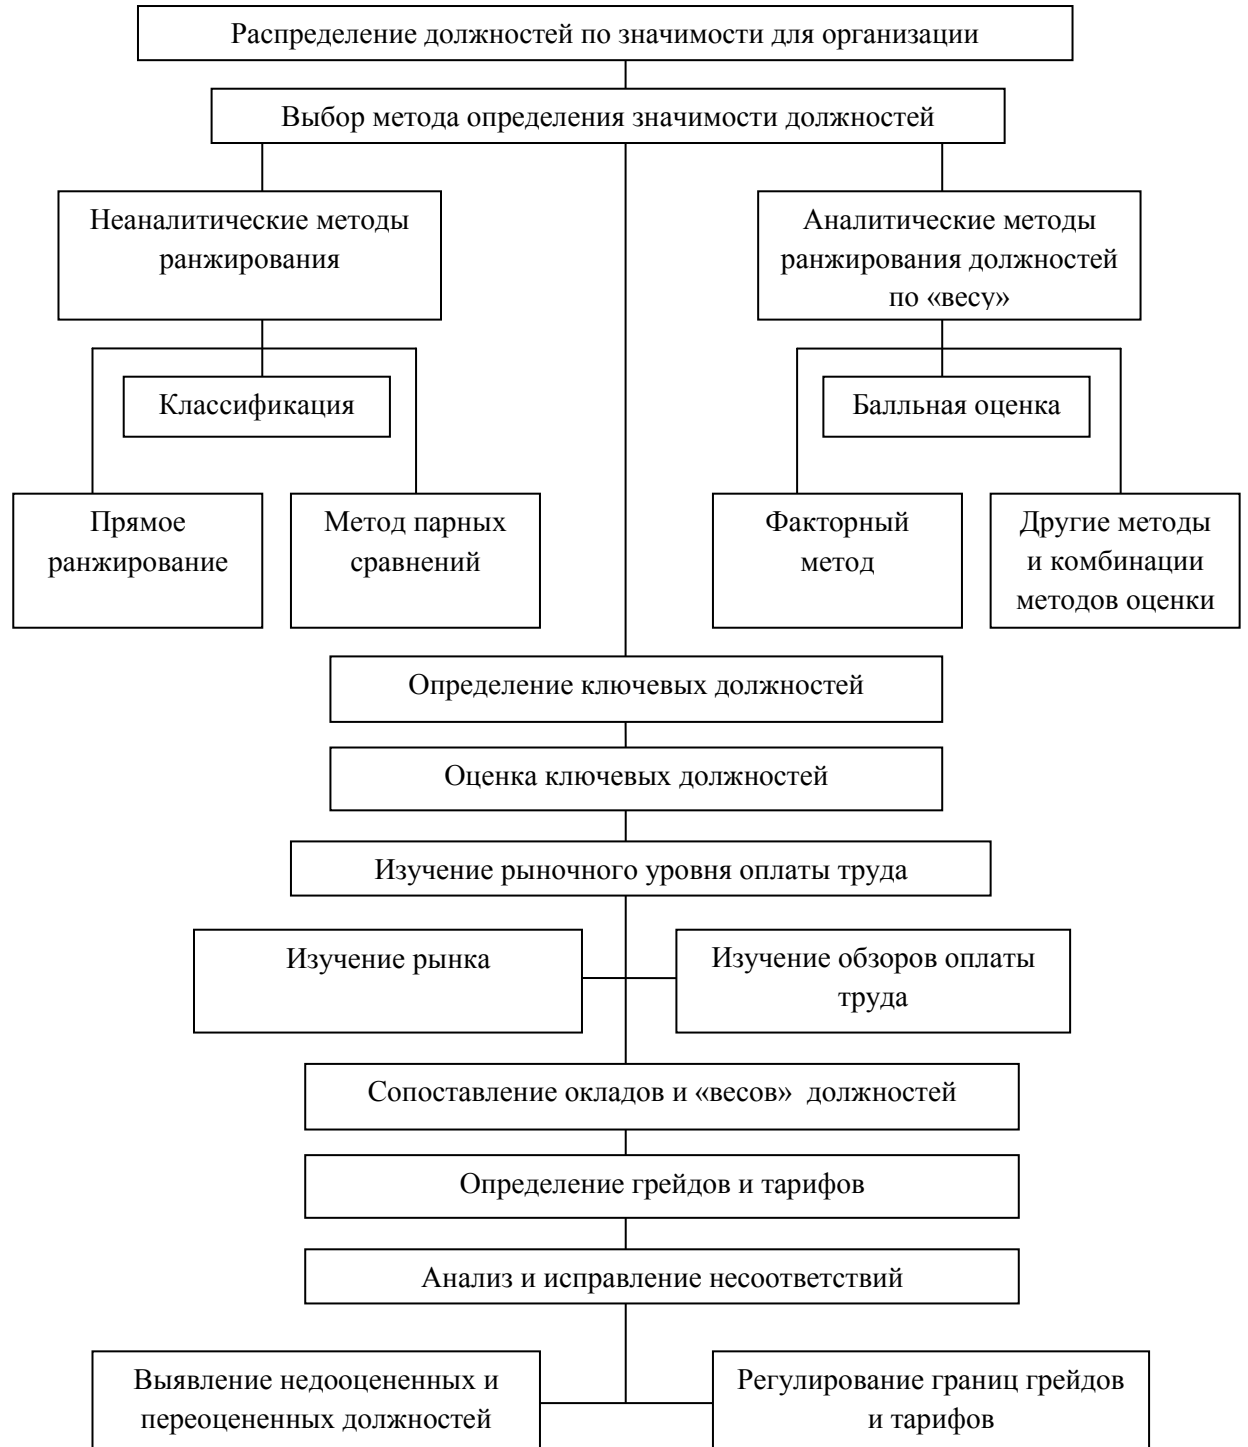 Распределение должностей по значимости для организации
Выбор метода определения значимости должностей
Неаналитические методы
ранжирования
Аналитические методы
ранжирования должностей
по «весу»
Классификация
Балльная оценка
Прямое
ранжирование
Метод парных
сравнений
Факторный
метод
Другие методы
и комбинации
методов оценки
Определение ключевых должностей
Оценка ключевых должностей
Изучение рыночного уровня оплаты труда
Изучение рынка
Изучение обзоров оплаты
труда
Сопоставление окладов и «весов» должностей
Определение грейдов и тарифов
Анализ и исправление несоответствий
Выявление недооцененных и
переоцененных должностей
Регулирование границ грейдов
и тарифов